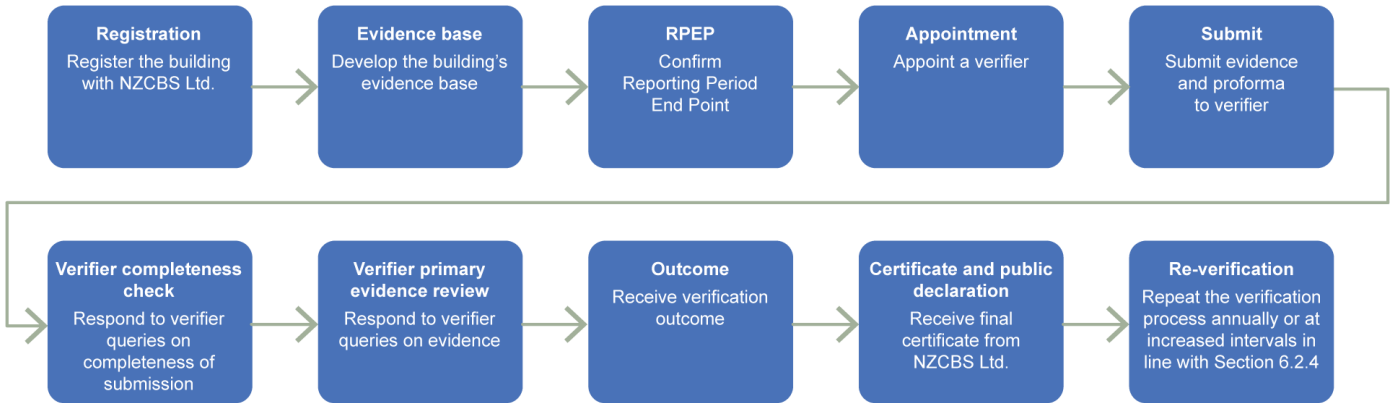 Registration
Register the building
with NZCBS Ltd.
Evidence base
Develop the building's
evidence base
RPEP
Confirm
Reporting Period
End Point
Appointment
Appoint a verifier
Submit
Submit evidence
and proforma
to verifier
Verifier completeness
check
Respond to verifier
queries on
completeness of
submission
Verifier primary
evidence review
Respond to verifier
queries on evidence
Outcome
Receive verification
outcome
Certificate and public
declaration
Receive final
certificate from
NZCBS Ltd.
Re-verification
Repeat the verification
process annually or at
increased intervals in
line with Section 6.2.4